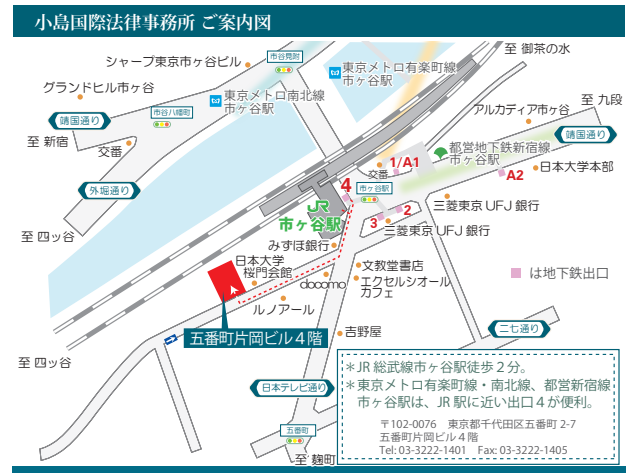 小島国際法律事務所 ご案内図
至 御茶の水
シャープ東京市ヶ谷ビル
市谷見附
東京メトロ有楽町線
市ヶ谷駅
グランドヒル市ヶ谷
東京メトロ南北線
市ヶ谷駅
アルカディア市ヶ谷
至 九段
市谷八幡町
靖国通り
靖国通り
至 新宿
交番
都営地下鉄新宿線
市ヶ谷駅
1/A1
交番
日本大学本部
A2
外堀通り
4
市ヶ谷駅
JR
市ヶ谷駅
2
3
三菱東京 UFJ 銀行
三菱東京 UFJ 銀行
至 四ッ谷
みずほ銀行
日本大学
桜門会館
文教堂書店
docomo
エクセルシオール
カフェ
は地下鉄出口
ルノアール
五番町片岡ビル４階
吉野屋
二七通り
至 四ッ谷
日本テレビ通り
五番町
至 麹町
＊JR 総武線市ヶ谷駅徒歩２分。
＊東京メトロ有楽町線・南北線、都営新宿線
市ヶ谷駅は、JR 駅に近い出口４が便利。
〒102-0076　東京都千代田区五番町 2-7
五番町片岡ビル４階
Tel: 03-3222-1401　Fax: 03-3222-1405